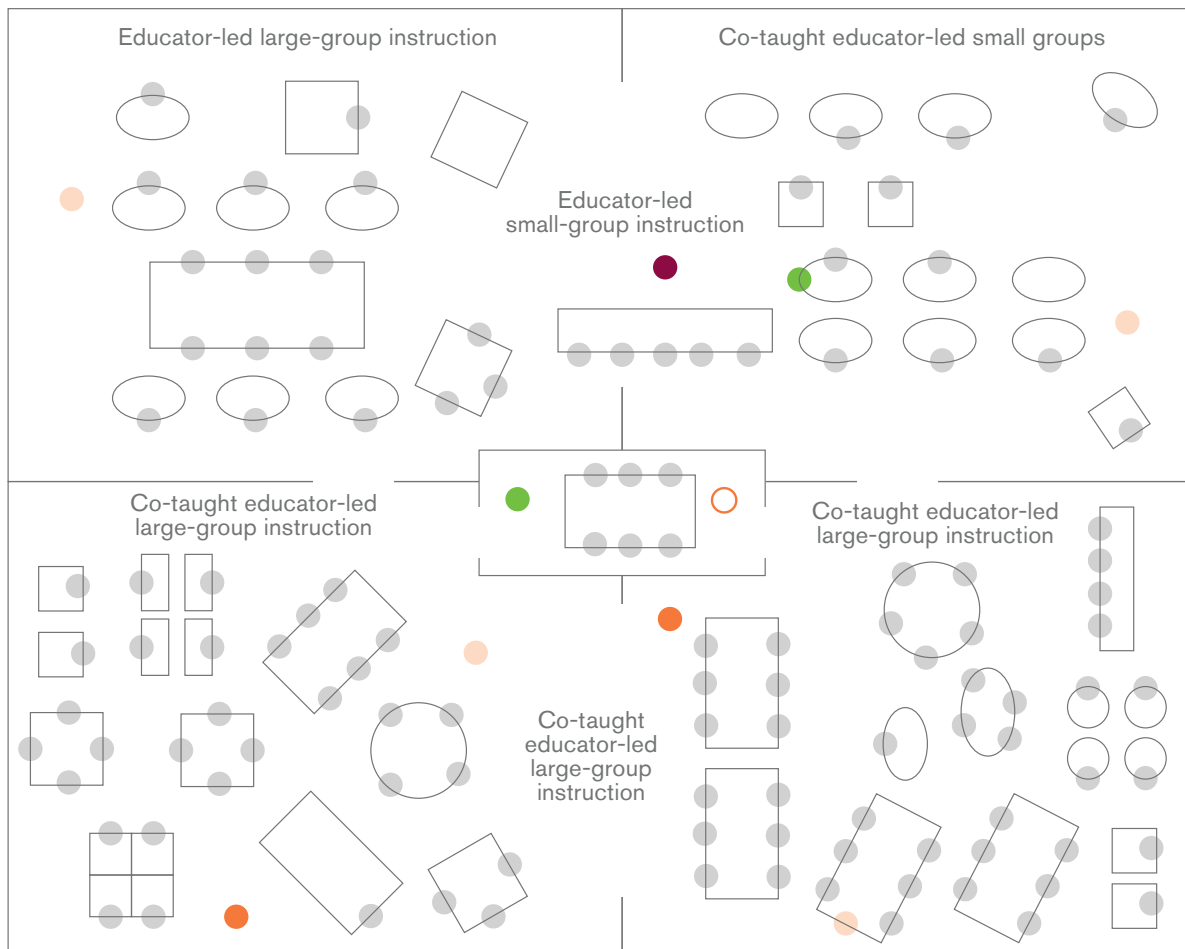 Educator-led large-group instruction
Co-taught educator-led small groups
Educator-led
small-group instruction
Co-taught educator-led
large-group instruction
Co-taught educator-led
large-group instruction
Co-taught
educator-led
large-group
instruction